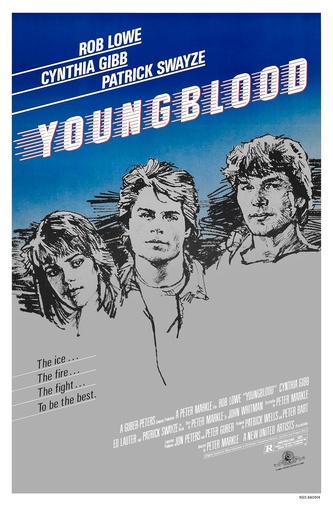 ROB LOWE
CYNTHIA GIBB
PATRICK SWAYZE
YOUNGBLOOD
The ice...
The fire...
The fight...
To be the best.
A GUBER-PETERS A PETER MARKLE ROB LOWE "YOUNGBLOOD" CYNTHIA GIBB
ED LAUTER PATRICK SWAYZE PETER MARKLE JOHN WHITMAN PETER MARKLE
JON PETERS PETER GUBER PATRICK WELLS PETER BART
PETER MARKLE A NEW UNITED ARTISTS
R